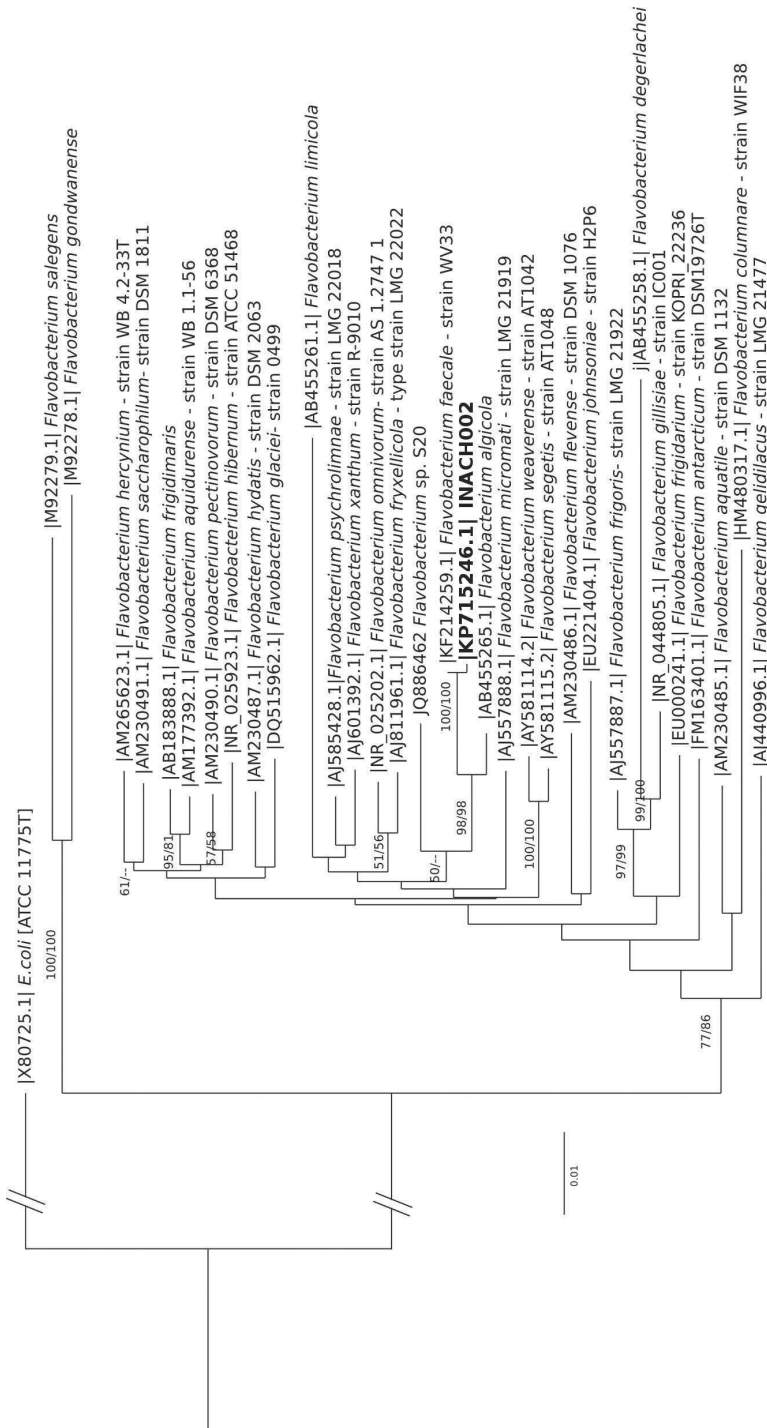 |X80725.1| E.coli [ATCC 11775T]
100/100
|M92279.1| Flavobacterium salegens
|M92278.1| Flavobacterium gondwanense
61/--
|AM265623.1| Flavobacterium hercynium - strain WB 4.2-33T
|AM230491.1| Flavobacterium saccharophilum- strain DSM 1811
95/81
|AB183888.1| Flavobacterium frigidimaris
|AM177392.1| Flavobacterium aquidurense - strain WB 1.1-56
57/58
|AM230490.1| Flavobacterium pectinovorum - strain DSM 6368
|NR_025923.1| Flavobacterium hibernum - strain ATCC 51468
|AM230487.1| Flavobacterium hydatis - strain DSM 2063
|DQ515962.1| Flavobacterium glaciei- strain 0499
|AB455261.1| Flavobacterium limicola
|AJ585428.1|Flavobacterium psychrolimnae - strain LMG 22018
|AJ601392.1| Flavobacterium xanthum - strain R-9010
51/56
|NR_025202.1| Flavobacterium omnivorum- strain AS 1.2747 1
|AJ811961.1| Flavobacterium fryxellicola - type strain LMG 22022
JQ886462 Flavobacterium sp. S20
50/--
100/100
|KF214259.1| Flavobacterium faecale - strain WV33
|KP715246.1| INACH002
98/98
|AB455265.1| Flavobacterium algicola
|AJ557888.1| Flavobacterium micromati - strain LMG 21919
100/100
|AY581114.2| Flavobacterium weaverense - strain AT1042
|AY581115.2| Flavobacterium segetis - strain AT1048
|AM230486.1| Flavobacterium flevense - strain DSM 1076
|EU221404.1| Flavobacterium johnsoniae - strain H2P6
97/99
|AJ557887.1| Flavobacterium frigoris- strain LMG 21922
99/100
j|AB455258.1| Flavobacterium degerlachei
|NR_044805.1| Flavobacterium gillisiae - strain IC001
|EU000241.1| Flavobacterium frigidarium - strain KOPRI_22236
|FM163401.1| Flavobacterium antarcticum - strain DSM19726T
77/86
|AM230485.1| Flavobacterium aquatile - strain DSM 1132
|HM480317.1| Flavobacterium columnare - strain WIF38
|AJ440996.1| Flavobacterium gelidilacus - strain LMG 21477
0.01